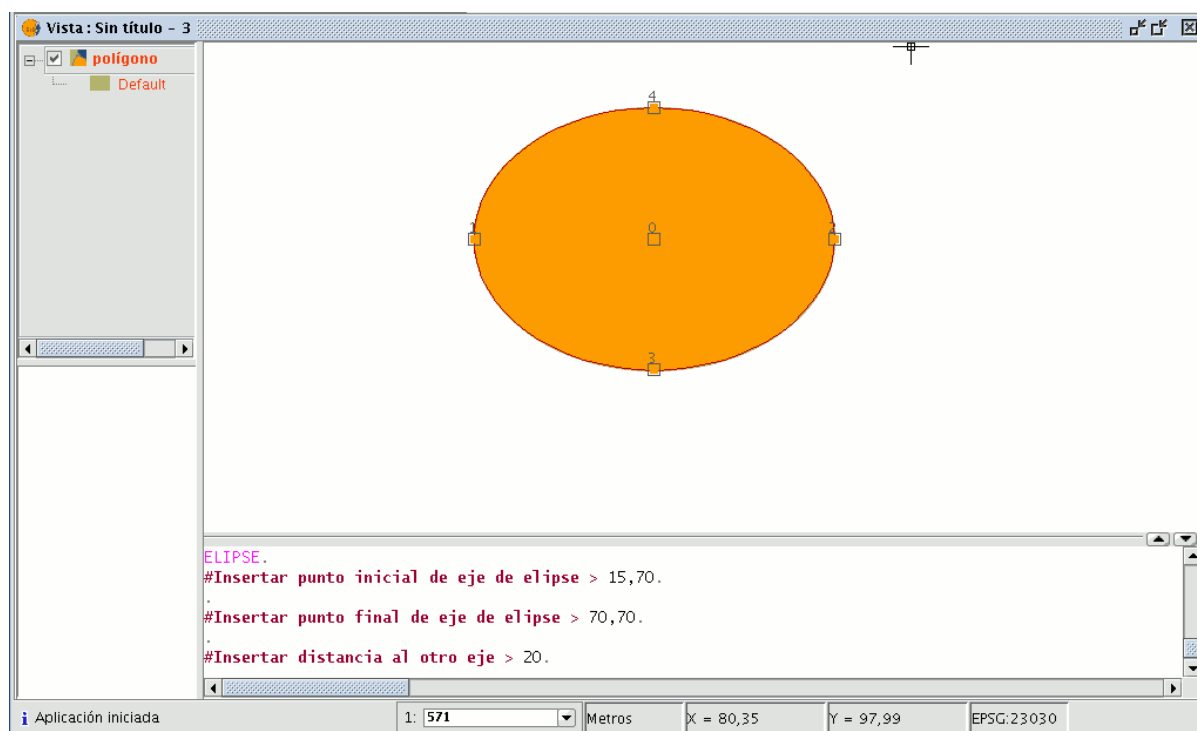 Vista : Sin título - 3
polígono
Default
4
1
0
2
3
ELIPSE.
#Insertar punto inicial de eje de elipse > 15,70.
.
#Insertar punto final de eje de elipse > 70,70.
.
#Insertar distancia al otro eje > 20.
i Aplicación iniciada
1: 571
Metros
X = 80,35
Y = 97,99
EPSG:23030